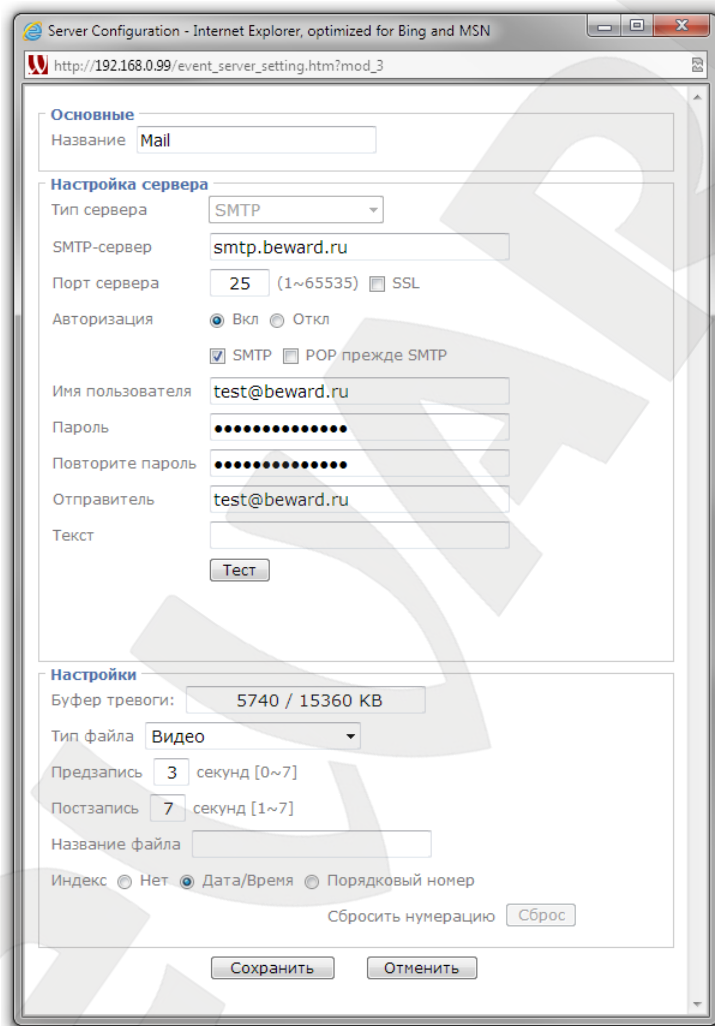 Server Configuration - Internet Explorer, optimized for Bing and MSN
http://192.168.0.99/event_server_setting.htm?mod_3
Основные
Название Mail
Настройка сервера
Тип сервера SMTP
SMTP-сервер smtp.beward.ru
Порт сервера 25 (1~65535) SSL
Авторизация Вкл Откл
SMTP POP прежде SMTP
Имя пользователя test@beward.ru
Пароль ••••••••••••••
Повторите пароль ••••••••••••••
Отправитель test@beward.ru
Текст
Тест
Настройки
Буфер тревоги: 5740 / 15360 KB
Тип файла Видео
Предзапись 3 секунд [0~7]
Постзапись 7 секунд [1~7]
Название файла
Индекс Нет Дата/Время Порядковый номер
Сбросить нумерацию Сброс
Сохранить Отменить